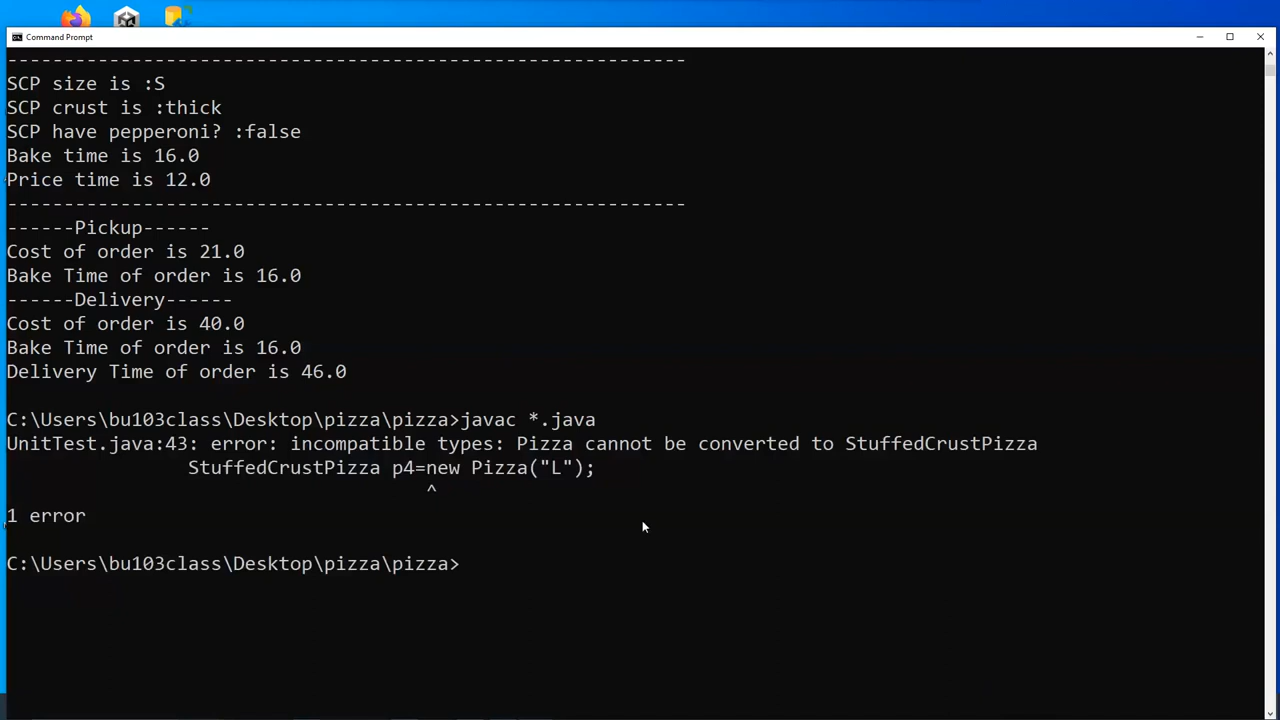 Command Prompt
------------------------------------------------------------
SCP size is :S
SCP crust is :thick
SCP have pepperoni? :false
Bake time is 16.0
Price time is 12.0
------------------------------------------------------------
------Pickup------
Cost of order is 21.0
Bake Time of order is 16.0
------Delivery------
Cost of order is 40.0
Bake Time of order is 16.0
Delivery Time of order is 46.0
C:\Users\bu103class\Desktop\pizza\pizza>javac *.java
UnitTest.java:43: error: incompatible types: Pizza cannot be converted to StuffedCrustPizza
StuffedCrustPizza p4=new Pizza("L");
^
1 error
C:\Users\bu103class\Desktop\pizza\pizza>